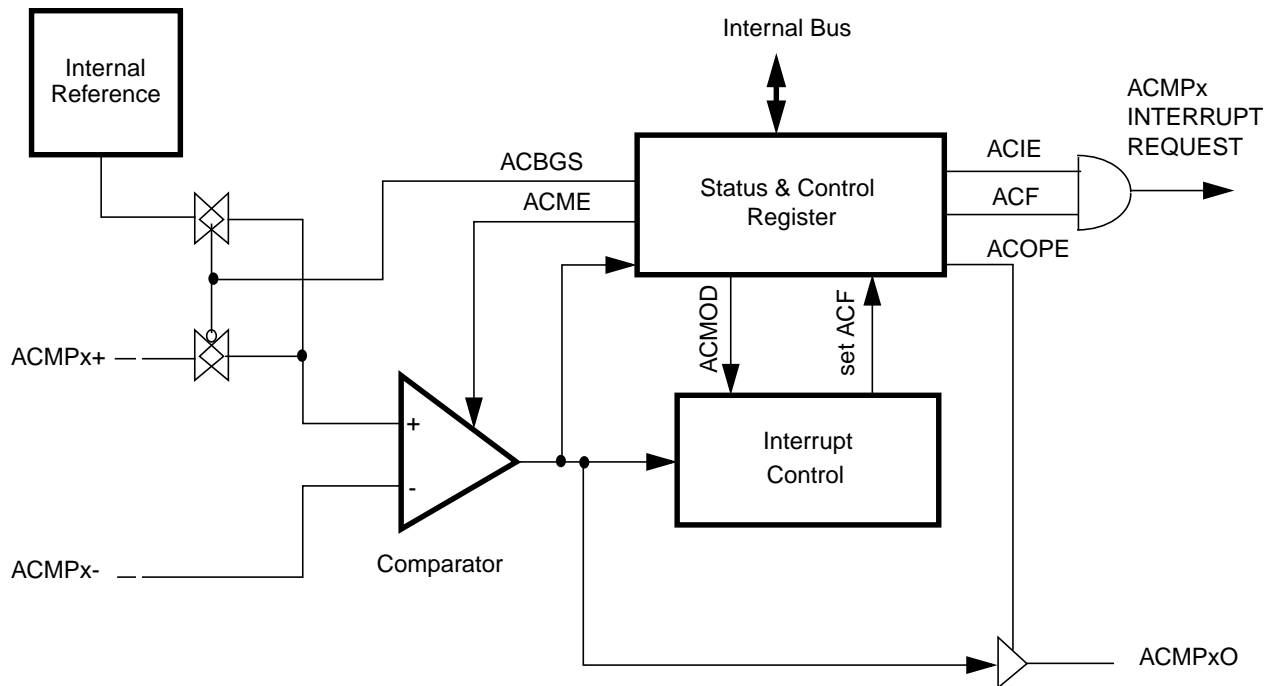 Internal Bus
Internal
Reference
ACMPx
INTERRUPT
REQUEST
ACBGS
ACME
Status & Control
Register
ACIE
ACF
ACOPE
ACMOD
set ACF
ACMPx+
+
-
Comparator
Interrupt
Control
ACMPx-
ACMPxO